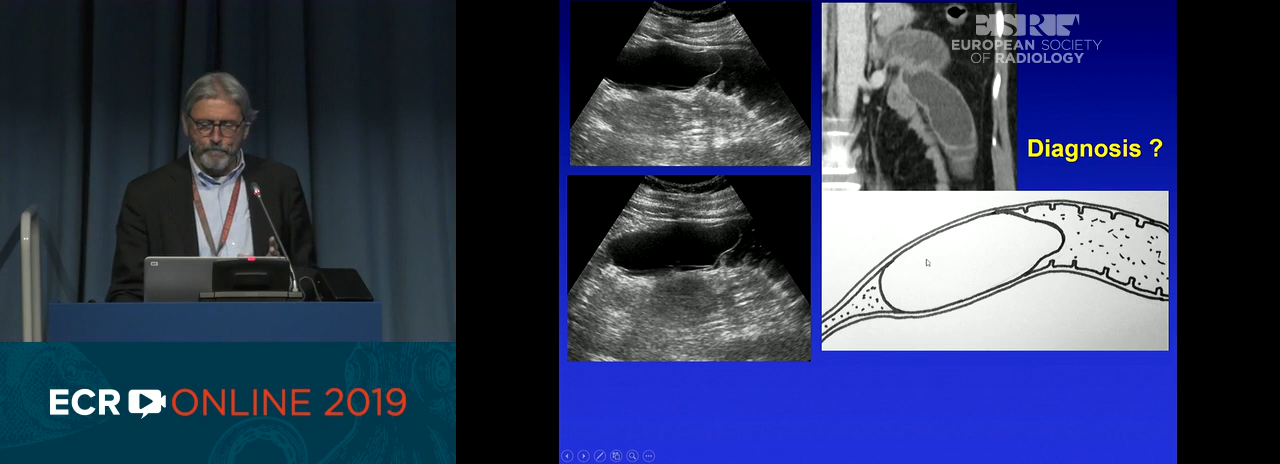 ESR
EUROPEAN SOCIETY
OF RADIOLOGY
Diagnosis ?
ECR ONLINE 2019